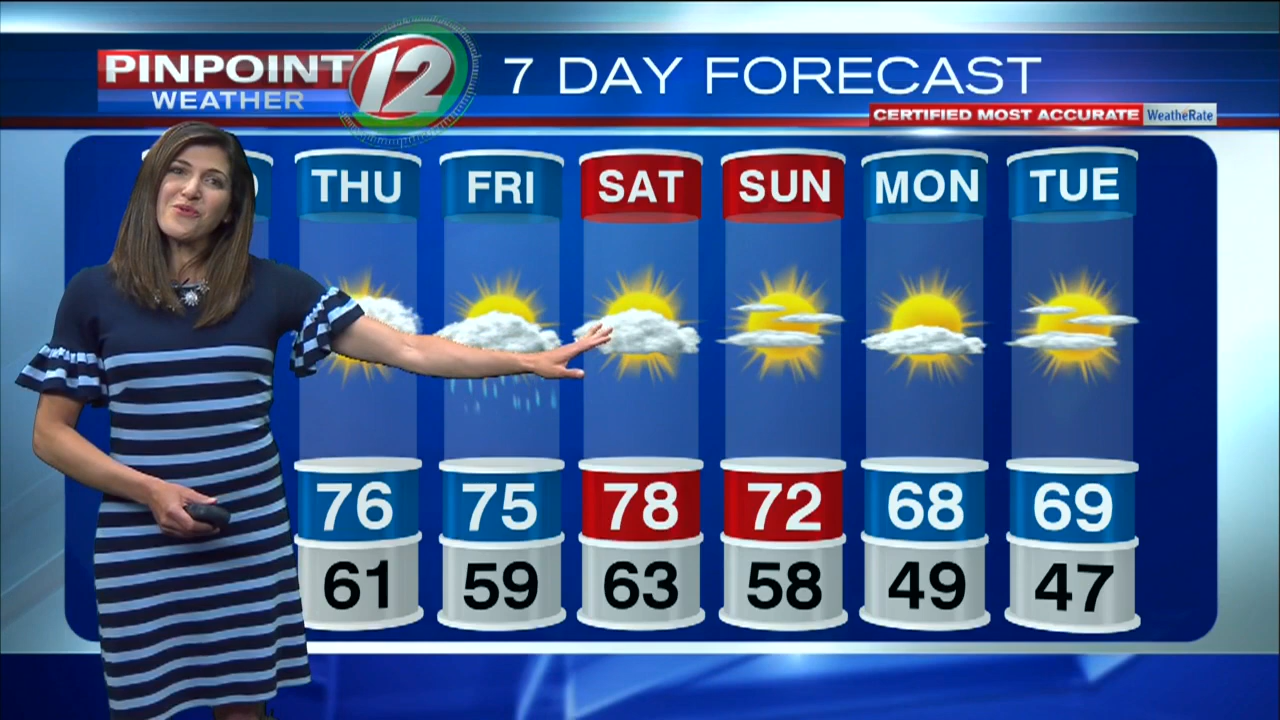 PINPOINT 12
WEATHER
7 DAY FORECAST
CERTIFIED MOST ACCURATE WeatheRate
THU FRI SAT SUN MON TUE
76 75 78 72 68 69
61 59 63 58 49 47